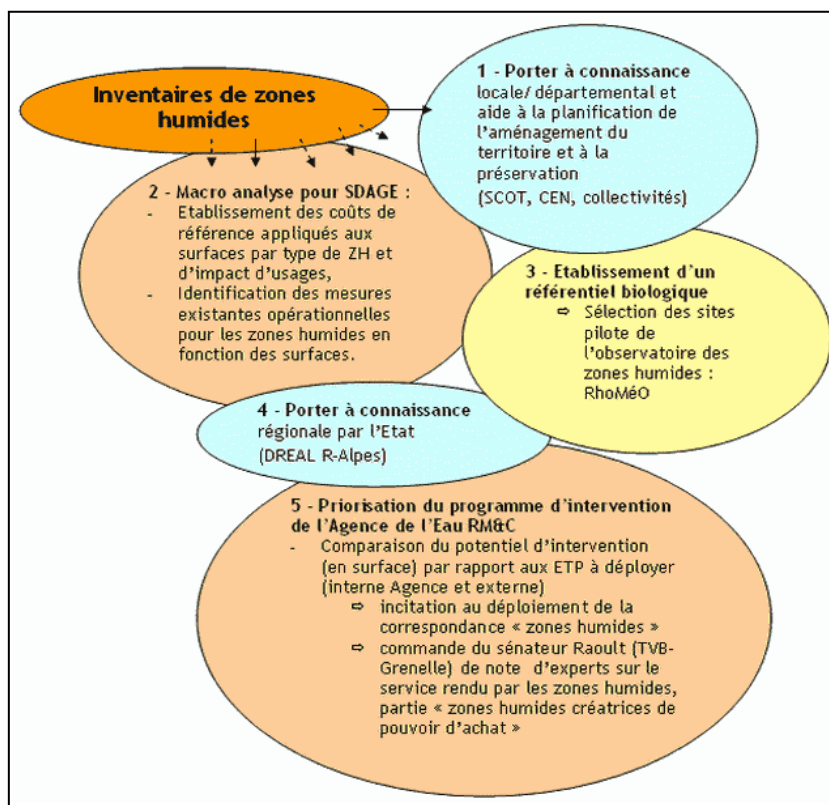 Inventaires de zones
humides
1 - Porter à connaissance
locale/ départemental et
aide à la planification de
l'aménagement du
territoire et à la
préservation
(SCOT, CEN, collectivités)
2 - Macro analyse pour SDAGE :
- Etablissement des coûts de
référence appliqués aux
surfaces par type de ZH et
d'impact d'usages,
- Identification des mesures
existantes opérationnelles
pour les zones humides en
fonction des surfaces.
3 - Etablissement d'un
référentiel biologique
⇨ Sélection des sites
pilote de
l'observatoire des
zones humides :
RhoMéO
4 - Porter à connaissance
régionale par l'Etat
(DREAL R-Alpes)
5 - Priorisation du programme d'intervention
de l'Agence de l'Eau RM&C
- Comparaison du potentiel d'intervention
(en surface) par rapport aux ETP à déployer
(interne Agence et externe)
⇨ incitation au déploiement de la
correspondance « zones humides »
⇨ commande du sénateur Raoult (TVB-
Grenelle) de note d'experts sur le
service rendu par les zones humides,
partie « zones humides créatrices de
pouvoir d'achat »